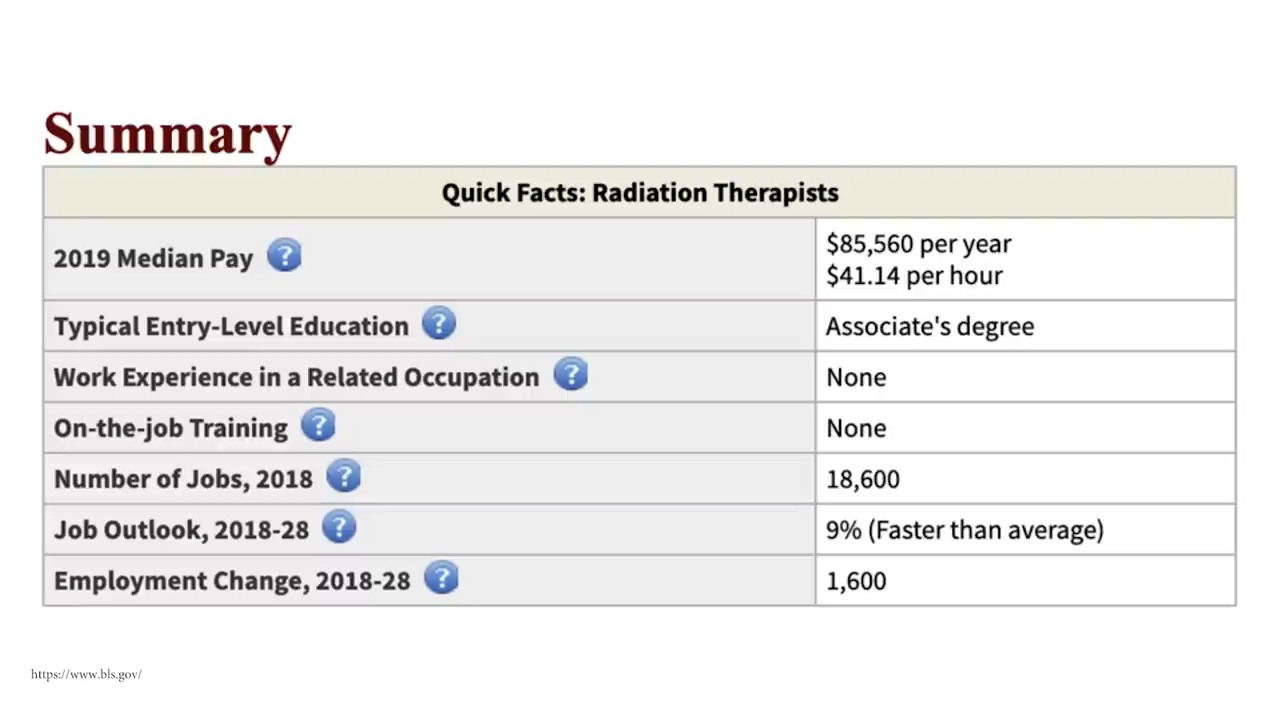 Summary
Quick Facts: Radiation Therapists
2019 Median Pay ?
$85,560 per year
$41.14 per hour
Typical Entry-Level Education ?
Associate's degree
Work Experience in a Related Occupation ?
None
On-the-job Training ?
None
Number of Jobs, 2018 ?
18,600
Job Outlook, 2018-28 ?
9% (Faster than average)
Employment Change, 2018-28 ?
1,600
https://www.bls.gov/